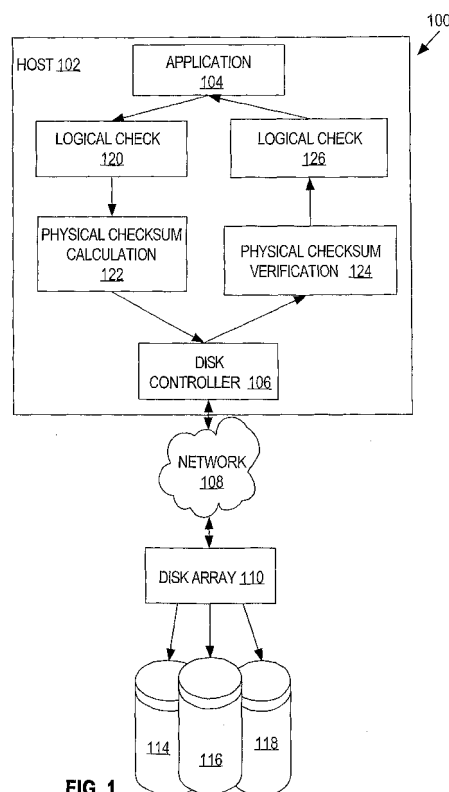 100
HOST 102
APPLICATION
104
LOGICAL CHECK
120
LOGICAL CHECK
126
PHYSICAL CHECKSUM
CALCULATION
122
PHYSICAL CHECKSUM
VERIFICATION 124
DISK
CONTROLLER 106
NETWORK
108
DISK ARRAY 110
114
116
118
FIG. 1